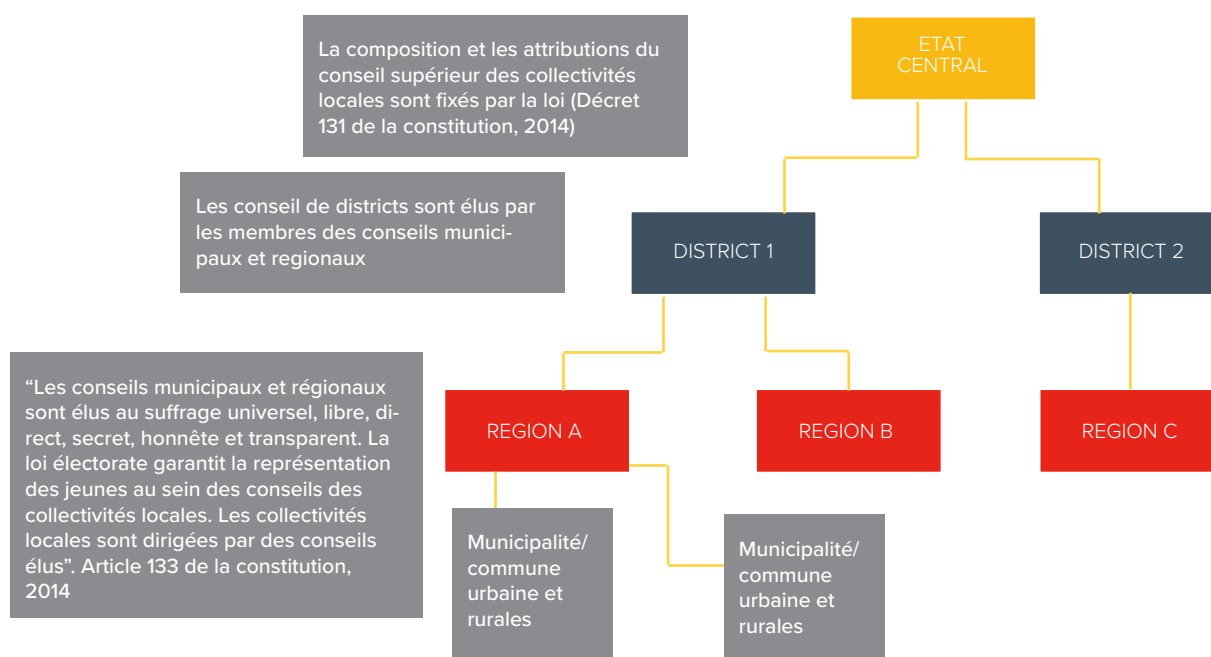 La composition et les attributions du
conseil supérieur des collectivités
locales sont fixés par la loi (Décret
131 de la constitution, 2014)
ETAT
CENTRAL
Les conseil de districts sont élus par
les membres des conseils munici-
paux et regionaux
DISTRICT 1
DISTRICT 2
“Les conseils municipaux et régionaux
sont élus au suffrage universel, libre, di-
rect, secret, honnête et transparent. La
loi électorate garantit la représentation
des jeunes au sein des conseils des
collectivités locales. Les collectivités
locales sont dirigées par des conseils
élus”. Article 133 de la constitution,
2014
REGION A
REGION B
REGION C
Municipalité/
commune
urbaine et
rurales
Municipalité/
commune
urbaine et
rurales